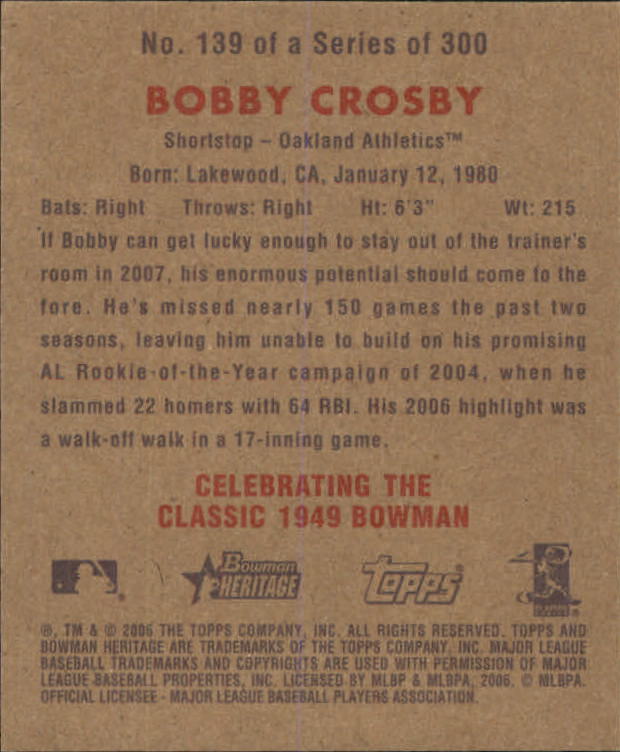 No. 139 of a Series of 300
BOBBY CROSBY
Shortstop – Oakland Athletics™
Born: Lakewood, CA, January 12, 1980
Bats: Right Throws: Right Ht: 6'3" Wt: 215
If Bobby can get lucky enough to stay out of the trainer's
room in 2007, his enormous potential should come to the
fore. He's missed nearly 150 games the past two
seasons, leaving him unable to build on his promising
AL Rookie-of-the-Year campaign of 2004, when he
slammed 22 homers with 64 RBI. His 2006 highlight was
a walk-off walk in a 17-inning game.
CELEBRATING THE
CLASSIC 1949 BOWMAN
Bowman
HERITAGE
Topps®
®, TM & © 2006 THE TOPPS COMPANY, INC. ALL RIGHTS RESERVED. TOPPS AND
BOWMAN HERITAGE ARE TRADEMARKS OF THE TOPPS COMPANY, INC. MAJOR LEAGUE
BASEBALL TRADEMARKS AND COPYRIGHTS ARE USED WITH PERMISSION OF MAJOR
LEAGUE BASEBALL PROPERTIES, INC. LICENSED BY MLBP & MLBPA, 2006. © MLBPA.
OFFICIAL LICENSEE - MAJOR LEAGUE BASEBALL PLAYERS ASSOCIATION.